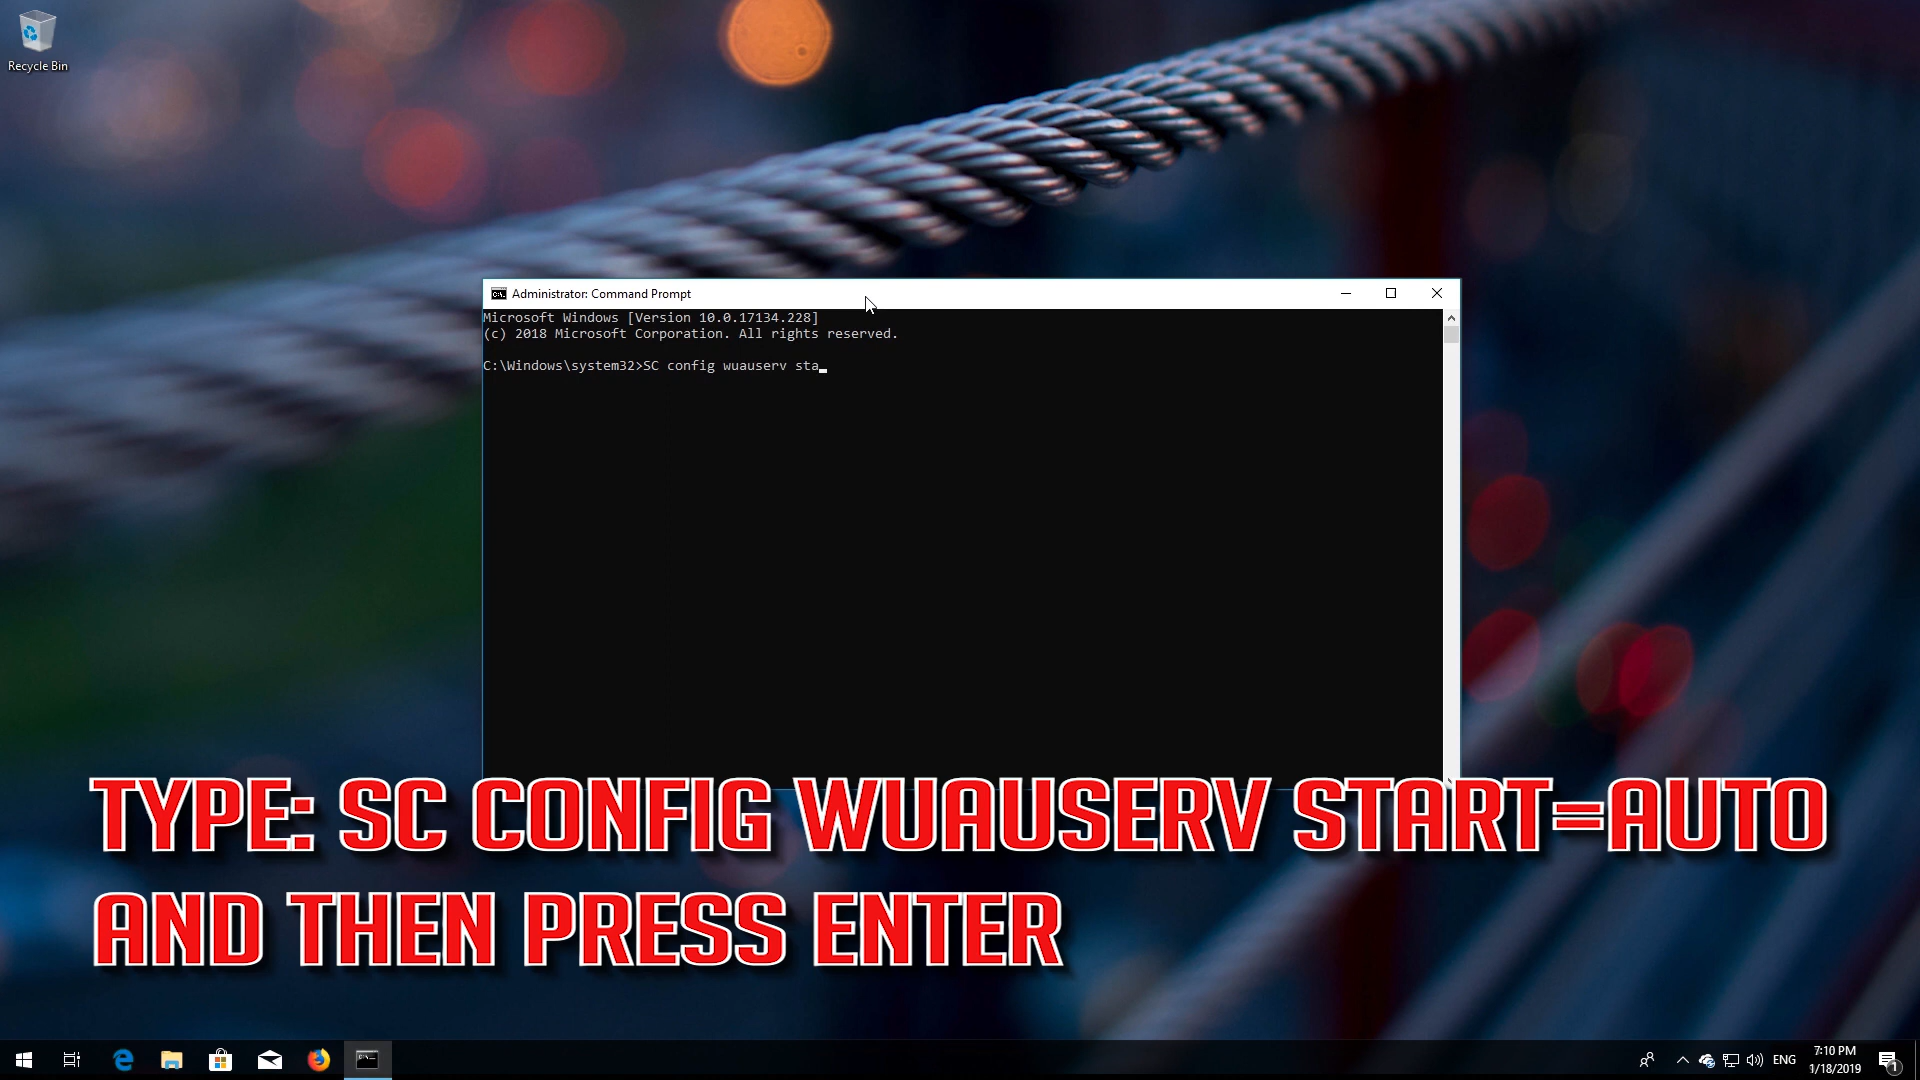 Recycle Bin
Administrator: Command Prompt
Microsoft Windows [Version 10.0.17134.228]
(c) 2018 Microsoft Corporation. All rights reserved.
C:\Windows\system32>SC config wuauserv sta
TYPE: SC CONFIG WUAUSERV START=AUTO
AND THEN PRESS ENTER
ENG
7:10 PM
1/18/2019
1